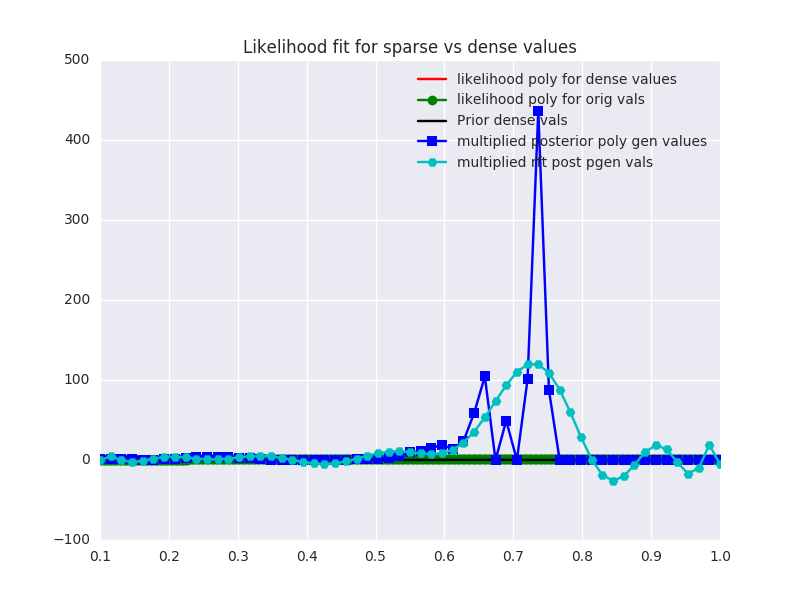 Likelihood fit for sparse vs dense values
500
400
300
200
100
0
−100
likelihood poly for dense values
likelihood poly for orig vals
Prior dense vals
multiplied posterior poly gen values
multiplied post pgen vals
0.1 0.2 0.3 0.4 0.5 0.6 0.7 0.8 0.9 1.0